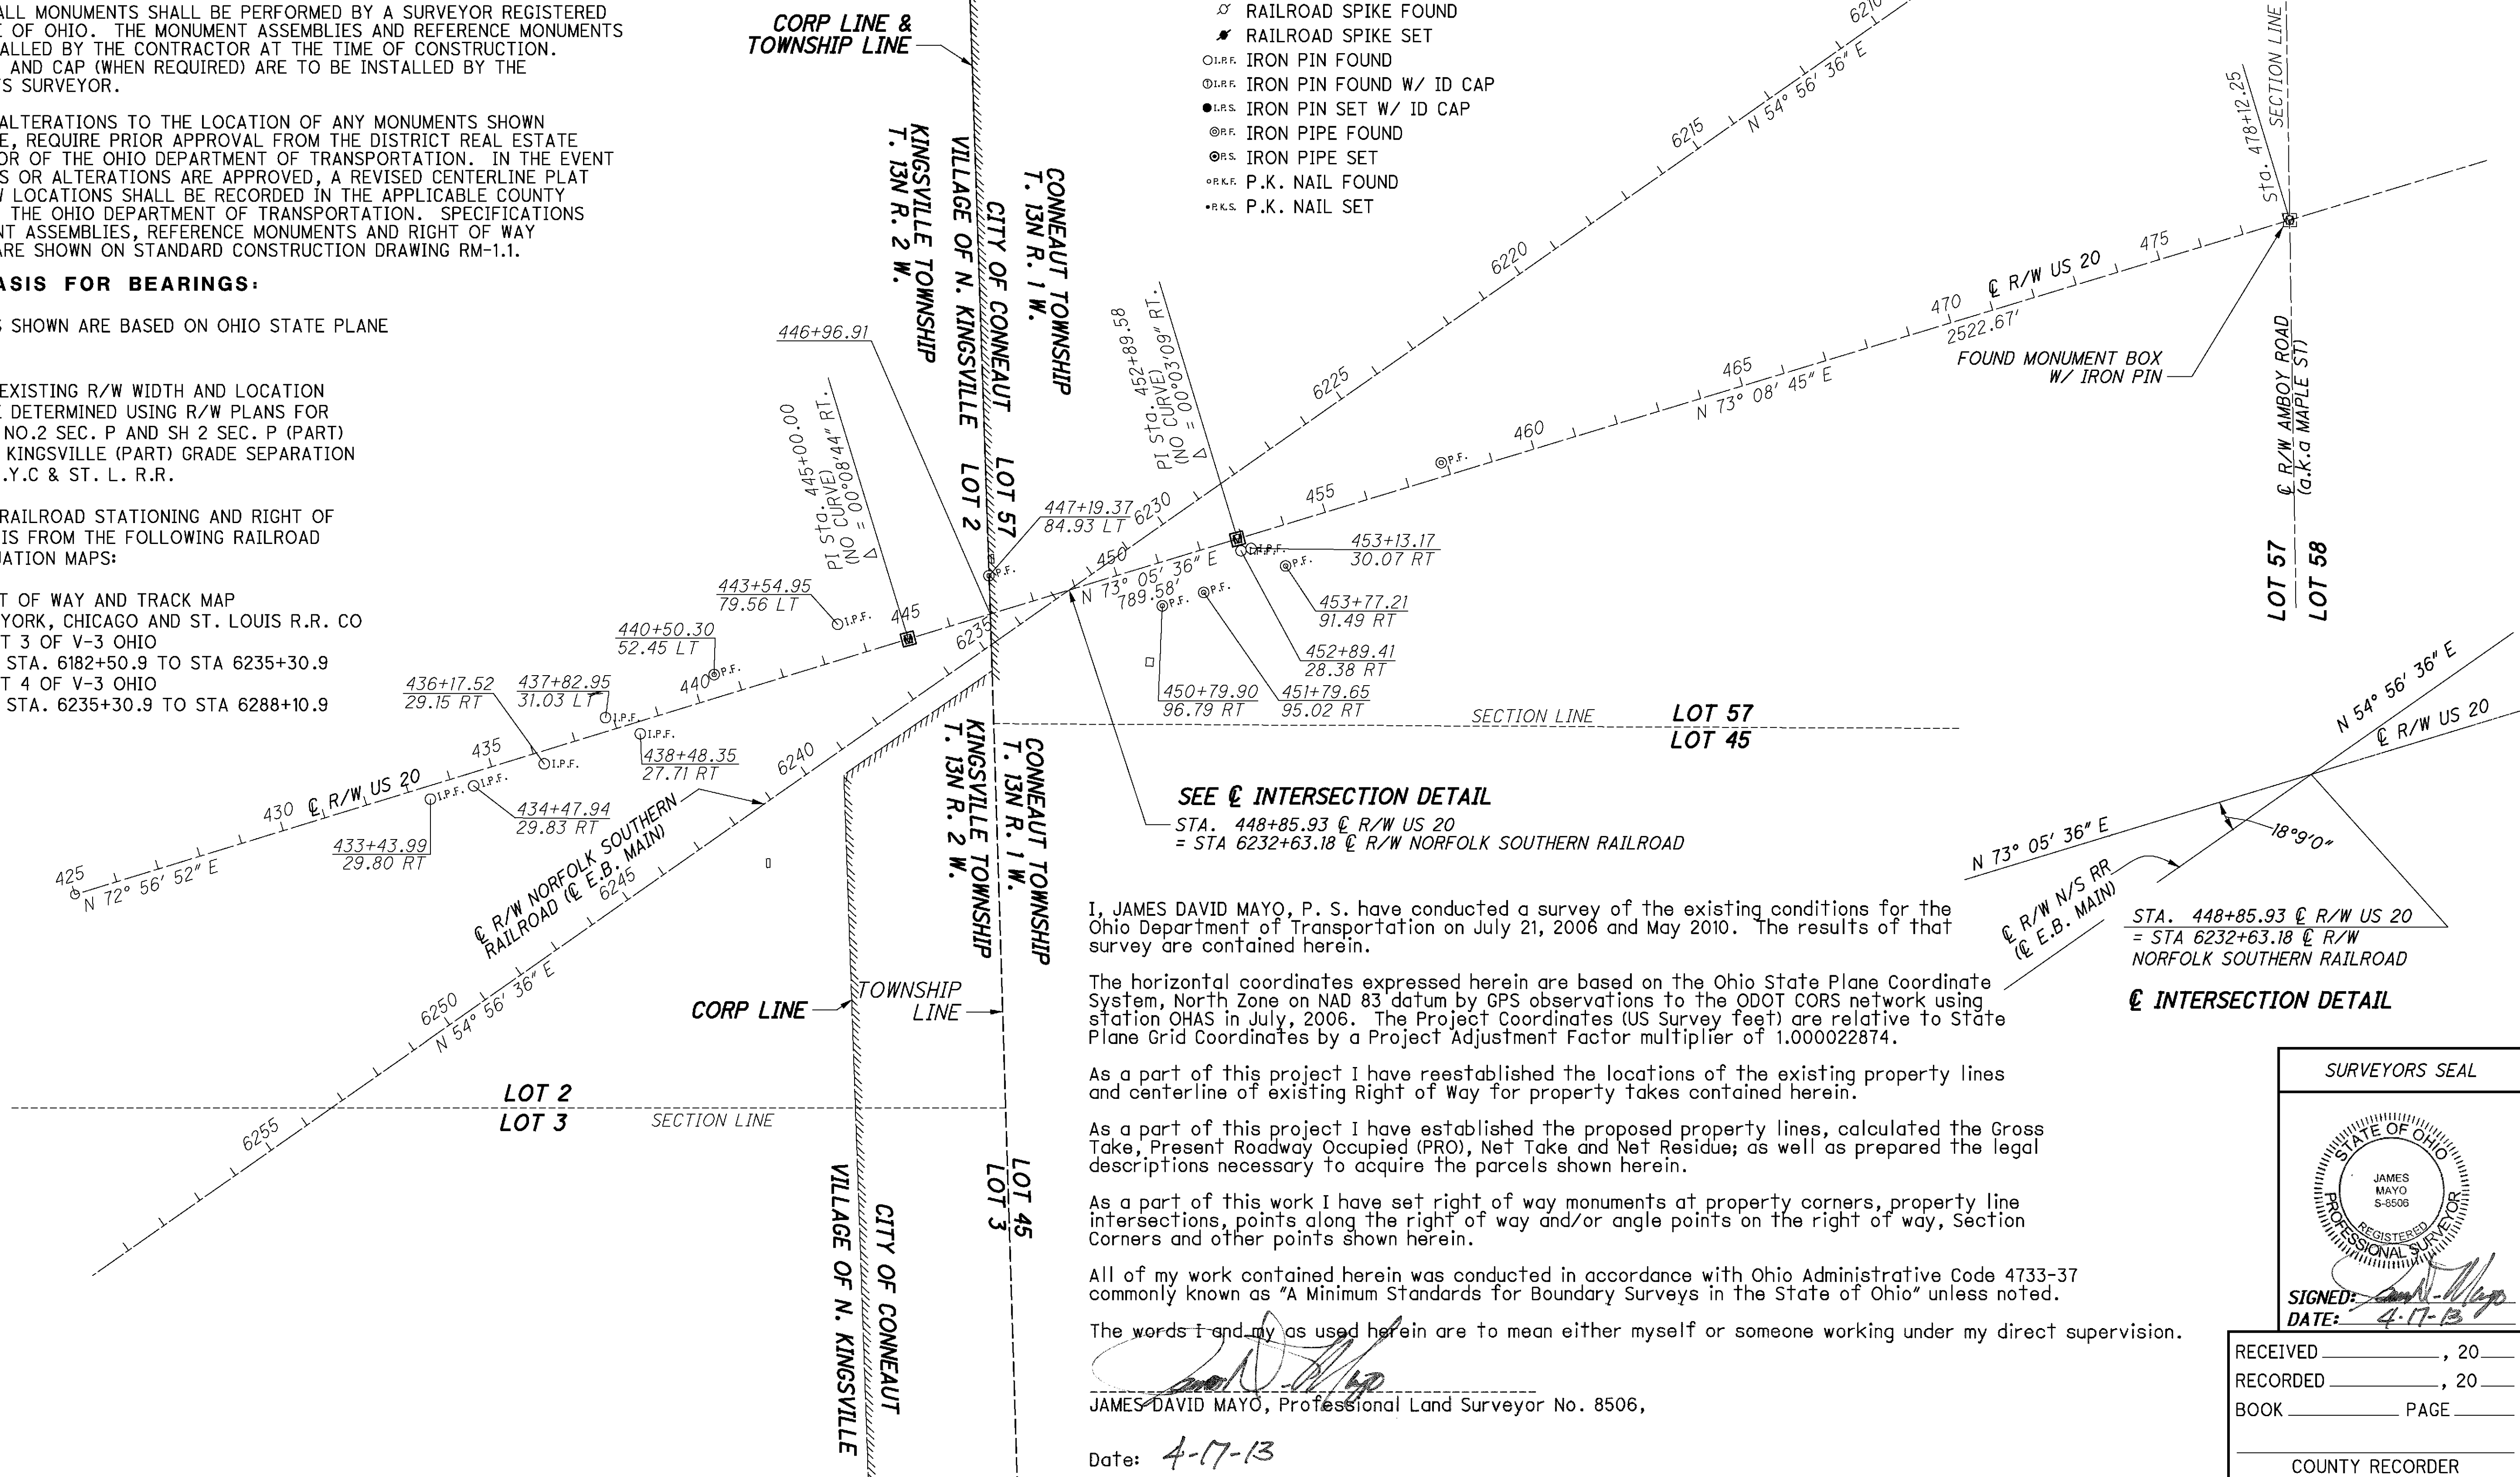 ALL MONUMENTS SHALL BE PERFORMED BY A SURVEYOR REGISTERED
OF OHIO. THE MONUMENT ASSEMBLIES AND REFERENCE MONUMENTS
ALLED BY THE CONTRACTOR AT THE TIME OF CONSTRUCTION.
AND CAP (WHEN REQUIRED) ARE TO BE INSTALLED BY THE
'S SURVEYOR.
ALTERATIONS TO THE LOCATION OF ANY MONUMENTS SHOWN
E, REQUIRE PRIOR APPROVAL FROM THE DISTRICT REAL ESTATE
OR OF THE OHIO DEPARTMENT OF TRANSPORTATION. IN THE EVENT
S OR ALTERATIONS ARE APPROVED, A REVISED CENTERLINE PLAT
W LOCATIONS SHALL BE RECORDED IN THE APPLICABLE COUNTY
THE OHIO DEPARTMENT OF TRANSPORTATION. SPECIFICATIONS
NT ASSEMBLIES, REFERENCE MONUMENTS AND RIGHT OF WAY
ARE SHOWN ON STANDARD CONSTRUCTION DRAWING RM-1.1.
ASIS FOR BEARINGS:
S SHOWN ARE BASED ON OHIO STATE PLANE
EXISTING R/W WIDTH AND LOCATION
E DETERMINED USING R/W PLANS FOR
NO.2 SEC. P AND SH 2 SEC. P (PART)
KINGSVILLE (PART) GRADE SEPARATION
.Y.C & ST. L. R.R.
RAILROAD STATIONING AND RIGHT OF
IS FROM THE FOLLOWING RAILROAD
UATION MAPS:
T OF WAY AND TRACK MAP
YORK, CHICAGO AND ST. LOUIS R.R. CO
T 3 OF V-3 OHIO
STA. 6182+50.9 TO STA 6235+30.9
T 4 OF V-3 OHIO
STA. 6235+30.9 TO STA 6288+10.9
CORP LINE &
TOWNSHIP LINE
KINGSVILLE TOWNSHIP
T. 13N R. 2 W.
VILLAGE OF N. KINGSVILLE
LOT 2
CITY OF CONNEAUT
LOT 57
CONNEAUT TOWNSHIP
T. 13N R. 1 W.
RAILROAD SPIKE FOUND
RAILROAD SPIKE SET
I.P.F. IRON PIN FOUND
I.P.F. IRON PIN FOUND W/ ID CAP
I.P.S. IRON PIN SET W/ ID CAP
P.F. IRON PIPE FOUND
P.S. IRON PIPE SET
P.K.F. P.K. NAIL FOUND
P.K.S. P.K. NAIL SET
6210
N 54° 56' 36" E
6215
6220
6225
6230
6235
Sta. 478+12.25
SECTION LINE
475
℄ R/W US 20
470
2522.67'
465
N 73° 08' 45" E
460
455
FOUND MONUMENT BOX
W/ IRON PIN
℄ R/W AMBOY ROAD
(a.k.a MAPLE ST)
LOT 57
LOT 58
446+96.91
PI Sta. 445+00.00
(NO CURVE)
Δ = 00°08'44" RT.
PI Sta. 452+89.58
(NO CURVE)
Δ = 00°03'09" RT.
447+19.37
84.93 LT
P.F.
P.F.
450
N 73° 05' 36" E
789.58'
I.P.F.
I.P.F.
453+13.17
30.07 RT
P.F.
453+77.21
91.49 RT
452+89.41
28.38 RT
P.F.
450+79.90
96.79 RT
P.F.
451+79.65
95.02 RT
443+54.95
79.56 LT
I.P.F.
445
440+50.30
52.45 LT
P.F.
440
436+17.52
29.15 RT
I.P.F.
437+82.95
31.03 LT
I.P.F.
I.P.F.
438+48.35
27.71 RT
435
430
℄ R/W US 20
I.P.F.
I.P.F.
434+47.94
29.83 RT
433+43.99
29.80 RT
425
N 72° 56' 52" E
6240
℄ R/W NORFOLK SOUTHERN
RAILROAD (℄ E.B. MAIN)
6245
6250
N 54° 56' 36" E
6255
SECTION LINE
LOT 57
LOT 45
KINGSVILLE TOWNSHIP
T. 13N R. 2 W.
CONNEAUT TOWNSHIP
T. 13N R. 1 W.
SEE ℄ INTERSECTION DETAIL
STA. 448+85.93 ℄ R/W US 20
= STA 6232+63.18 ℄ R/W NORFOLK SOUTHERN RAILROAD
CORP LINE
TOWNSHIP
LINE
LOT 2
LOT 3
SECTION LINE
LOT 45
LOT 3
VILLAGE OF N. KINGSVILLE
CITY OF CONNEAUT
N 54° 56' 36" E
℄ R/W US 20
N 73° 05' 36" E
18°9'0"
℄ R/W N/S RR
(℄ E.B. MAIN)
STA. 448+85.93 ℄ R/W US 20
= STA 6232+63.18 ℄ R/W
NORFOLK SOUTHERN RAILROAD
℄ INTERSECTION DETAIL
I, JAMES DAVID MAYO, P. S. have conducted a survey of the existing conditions for the
Ohio Department of Transportation on July 21, 2006 and May 2010. The results of that
survey are contained herein.
The horizontal coordinates expressed herein are based on the Ohio State Plane Coordinate
System, North Zone on NAD 83 datum by GPS observations to the ODOT CORS network using
station OHAS in July, 2006. The Project Coordinates (US Survey feet) are relative to State
Plane Grid Coordinates by a Project Adjustment Factor multiplier of 1.000022874.
As a part of this project I have reestablished the locations of the existing property lines
and centerline of existing Right of Way for property takes contained herein.
As a part of this project I have established the proposed property lines, calculated the Gross
Take, Present Roadway Occupied (PRO), Net Take and Net Residue; as well as prepared the legal
descriptions necessary to acquire the parcels shown herein.
As a part of this work I have set right of way monuments at property corners, property line
intersections, points along the right of way and/or angle points on the right of way, Section
Corners and other points shown herein.
All of my work contained herein was conducted in accordance with Ohio Administrative Code 4733-37
commonly known as "A Minimum Standards for Boundary Surveys in the State of Ohio" unless noted.
The words I and my as used herein are to mean either myself or someone working under my direct supervision.
JAMES DAVID MAYO, Professional Land Surveyor No. 8506,
Date: 4-17-13
SURVEYORS SEAL
STATE OF OHIO
JAMES
MAYO
S-8506
REGISTERED
PROFESSIONAL SURVEYOR
SIGNED:
DATE: 4-17-13
RECEIVED , 20
RECORDED , 20
BOOK PAGE
COUNTY RECORDER